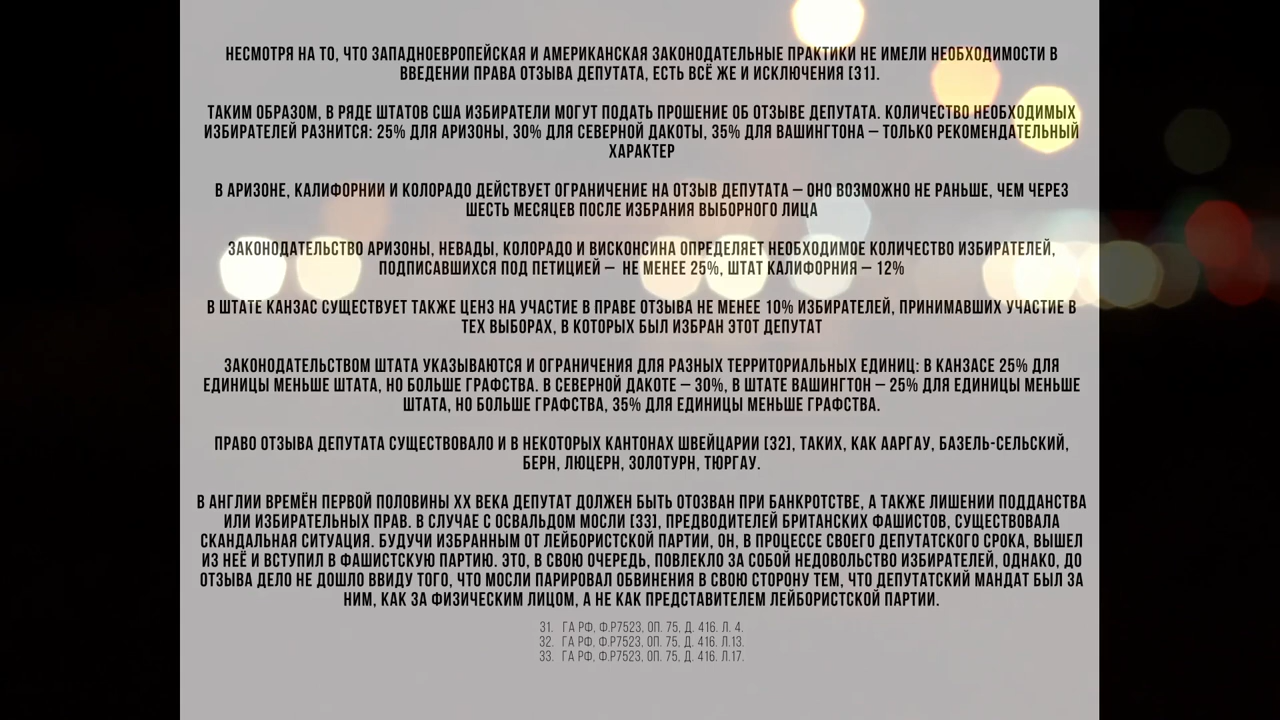 НЕСМОТРЯ НА ТО, ЧТО ЗАПАДНОЕВРОПЕЙСКАЯ И АМЕРИКАНСКАЯ ЗАКОНОДАТЕЛЬНЫЕ ПРАКТИКИ НЕ ИМЕЛИ НЕОБХОДИМОСТИ В
ВВЕДЕНИИ ПРАВА ОТЗЫВА ДЕПУТАТА, ЕСТЬ ВСЁ ЖЕ И ИСКЛЮЧЕНИЯ [31].
ТАКИМ ОБРАЗОМ, В РЯДЕ ШТАТОВ США ИЗБИРАТЕЛИ МОГУТ ПОДАТЬ ПРОШЕНИЕ ОБ ОТЗЫВЕ ДЕПУТАТА. КОЛИЧЕСТВО НЕОБХОДИМЫХ
ИЗБИРАТЕЛЕЙ РАЗНИТСЯ: 25% ДЛЯ АРИЗОНЫ, 30% ДЛЯ СЕВЕРНОЙ ДАКОТЫ, 35% ДЛЯ ВАШИНГТОНА – ТОЛЬКО РЕКОМЕНДАТЕЛЬНЫЙ
ХАРАКТЕР
В АРИЗОНЕ, КАЛИФОРНИИ И КОЛОРАДО ДЕЙСТВУЕТ ОГРАНИЧЕНИЕ НА ОТЗЫВ ДЕПУТАТА – ОНО ВОЗМОЖНО НЕ РАНЬШЕ, ЧЕМ ЧЕРЕЗ
ШЕСТЬ МЕСЯЦЕВ ПОСЛЕ ИЗБРАНИЯ ВЫБОРНОГО ЛИЦА
ЗАКОНОДАТЕЛЬСТВО АРИЗОНЫ, НЕВАДЫ, КОЛОРАДО И ВИСКОНСИНА ОПРЕДЕЛЯЕТ НЕОБХОДИМОЕ КОЛИЧЕСТВО ИЗБИРАТЕЛЕЙ,
ПОДПИСАВШИХСЯ ПОД ПЕТИЦИЕЙ – НЕ МЕНЕЕ 25%, ШТАТ КАЛИФОРНИЯ – 12%
В ШТАТЕ КАНЗАС СУЩЕСТВУЕТ ТАКЖЕ ЦЕНЗ НА УЧАСТИЕ В ПРАВЕ ОТЗЫВА НЕ МЕНЕЕ 10% ИЗБИРАТЕЛЕЙ, ПРИНИМАВШИХ УЧАСТИЕ В
ТЕХ ВЫБОРАХ, В КОТОРЫХ БЫЛ ИЗБРАН ЭТОТ ДЕПУТАТ
ЗАКОНОДАТЕЛЬСТВОМ ШТАТА УКАЗЫВАЮТСЯ И ОГРАНИЧЕНИЯ ДЛЯ РАЗНЫХ ТЕРРИТОРИАЛЬНЫХ ЕДИНИЦ: В КАНЗАСЕ 25% ДЛЯ
ЕДИНИЦЫ МЕНЬШЕ ШТАТА, НО БОЛЬШЕ ГРАФСТВА. В СЕВЕРНОЙ ДАКОТЕ – 30%, В ШТАТЕ ВАШИНГТОН – 25% ДЛЯ ЕДИНИЦЫ МЕНЬШЕ
ШТАТА, НО БОЛЬШЕ ГРАФСТВА, 35% ДЛЯ ЕДИНИЦЫ МЕНЬШЕ ГРАФСТВА.
ПРАВО ОТЗЫВА ДЕПУТАТА СУЩЕСТВОВАЛО И В НЕКОТОРЫХ КАНТОНАХ ШВЕЙЦАРИИ [32], ТАКИХ, КАК ААРГАУ, БАЗЕЛЬ-СЕЛЬСКИЙ,
БЕРН, ЛЮЦЕРН, ЗОЛОТУРН, ТЮРГАУ.
В АНГЛИИ ВРЕМЁН ПЕРВОЙ ПОЛОВИНЫ XX ВЕКА ДЕПУТАТ ДОЛЖЕН БЫТЬ ОТОЗВАН ПРИ БАНКРОТСТВЕ, А ТАКЖЕ ЛИШЕНИИ ПОДДАНСТВА
ИЛИ ИЗБИРАТЕЛЬНЫХ ПРАВ. В СЛУЧАЕ С ОСВАЛЬДОМ МОСЛИ [33], ПРЕДВОДИТЕЛЕЙ БРИТАНСКИХ ФАШИСТОВ, СУЩЕСТВОВАЛА
СКАНДАЛЬНАЯ СИТУАЦИЯ. БУДУЧИ ИЗБРАННЫМ ОТ ЛЕЙБОРИСТСКОЙ ПАРТИИ, ОН, В ПРОЦЕССЕ СВОЕГО ДЕПУТАТСКОГО СРОКА, ВЫШЕЛ
ИЗ НЕЁ И ВСТУПИЛ В ФАШИСТСКУЮ ПАРТИЮ. ЭТО, В СВОЮ ОЧЕРЕДЬ, ПОВЛЕКЛО ЗА СОБОЙ НЕДОВОЛЬСТВО ИЗБИРАТЕЛЕЙ, ОДНАКО, ДО
ОТЗЫВА ДЕЛО НЕ ДОШЛО ВВИДУ ТОГО, ЧТО МОСЛИ ПАРИРОВАЛ ОБВИНЕНИЯ В СВОЮ СТОРОНУ ТЕМ, ЧТО ДЕПУТАТСКИЙ МАНДАТ БЫЛ ЗА
НИМ, КАК ЗА ФИЗИЧЕСКИМ ЛИЦОМ, А НЕ КАК ПРЕДСТАВИТЕЛЕМ ЛЕЙБОРИСТСКОЙ ПАРТИИ.
31. ГА РФ, Ф.Р7523, ОП. 75, Д. 416. Л. 4.
32. ГА РФ, Ф.Р7523, ОП. 75, Д. 416. Л.13.
33. ГА РФ, Ф.Р7523, ОП. 75, Д. 416. Л.17.